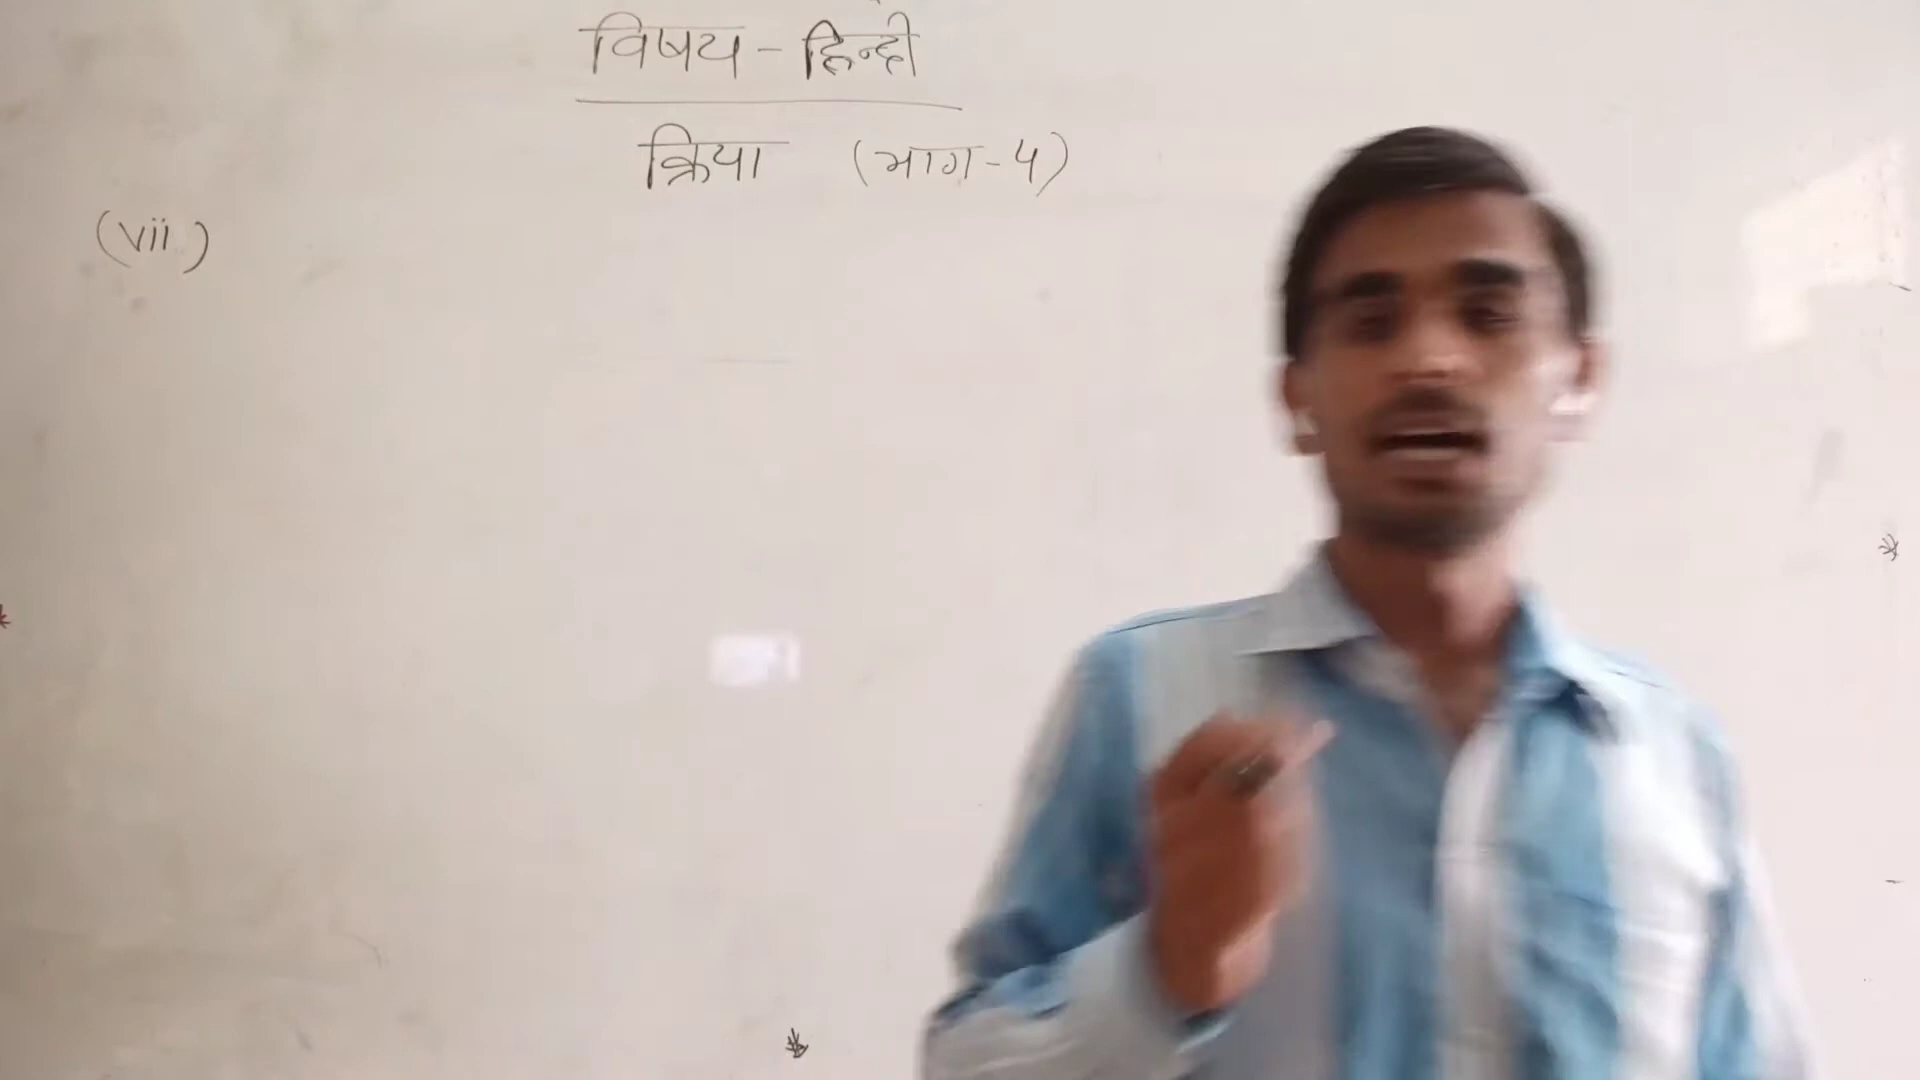 विषय - हिन्दी
क्रिया (भाग-4)
(vii)